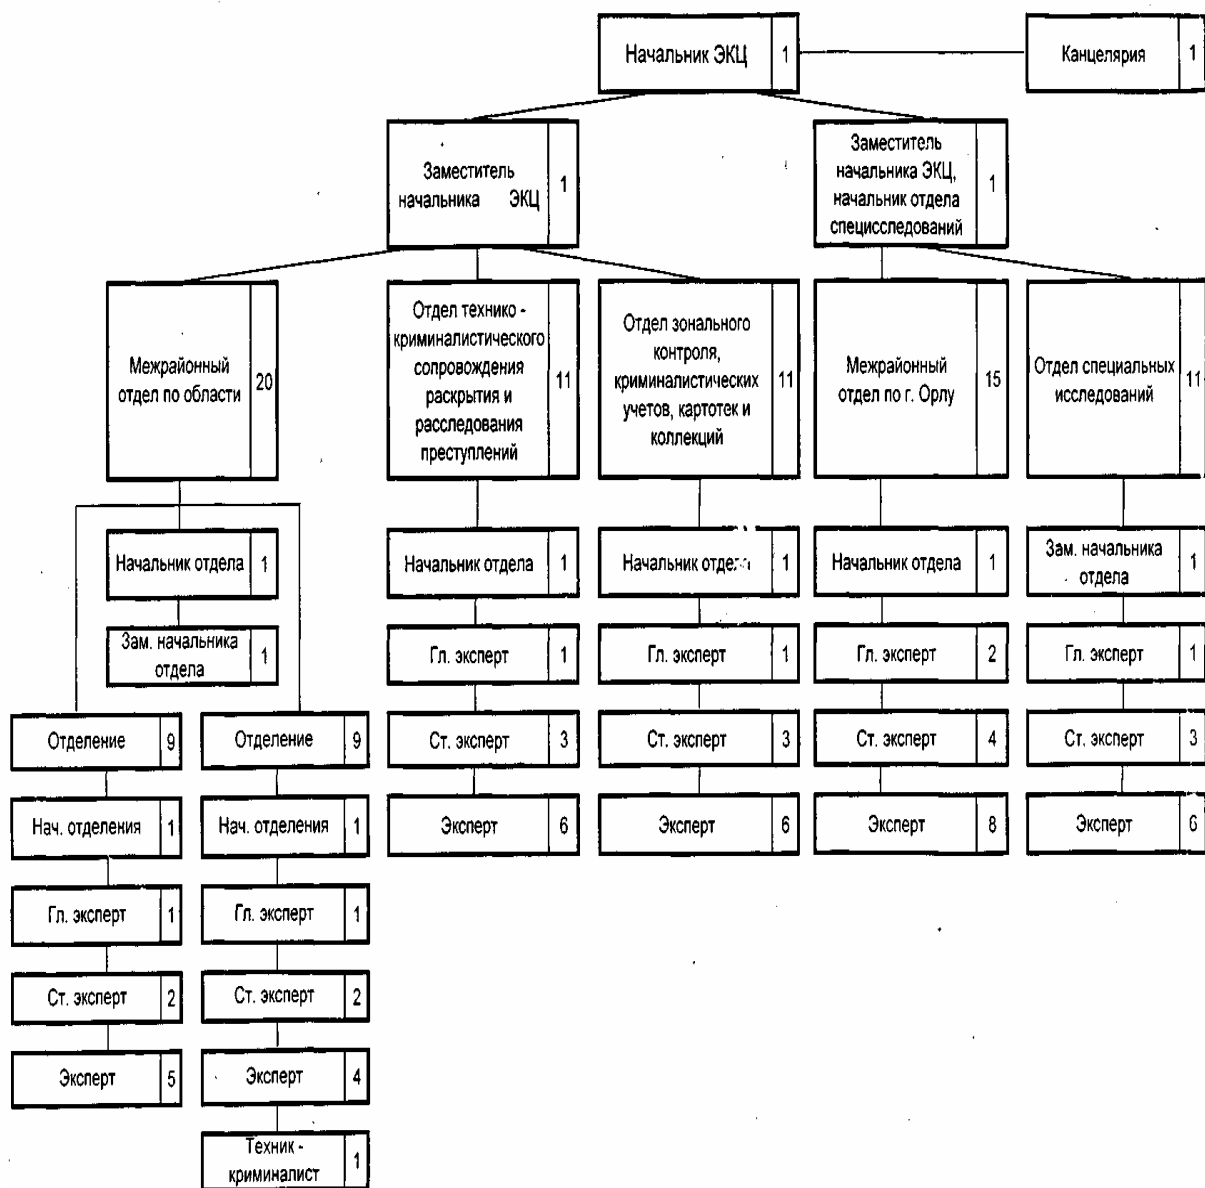 Начальник ЭКЦ 1
Канцелярия 1
Заместитель
начальника ЭКЦ 1
Заместитель
начальника ЭКЦ,
начальник отдела
специсследований 1
Межрайонный
отдел по области 20
Отдел технико -
криминалистического
сопровождения
раскрытия и
расследования
преступлений 11
Отдел зонального
контроля,
криминалистических
учетов, картотек и
коллекций 11
Межрайонный
отдел по г. Орлу 15
Отдел специальных
исследований 11
Начальник отдела 1
Начальник отдела 1
Начальник отдела 1
Начальник отдела 1
Зам. начальника
отдела 1
Зам. начальника
отдела 1
Гл. эксперт 1
Гл. эксперт 1
Гл. эксперт 2
Гл. эксперт 1
Отделение 9
Отделение 9
Ст. эксперт 3
Ст. эксперт 3
Ст. эксперт 4
Ст. эксперт 3
Нач. отделения 1
Нач. отделения 1
Эксперт 6
Эксперт 6
Эксперт 8
Эксперт 6
Гл. эксперт 1
Гл. эксперт 1
Ст. эксперт 2
Ст. эксперт 2
Эксперт 5
Эксперт 4
Техник -
криминалист 1